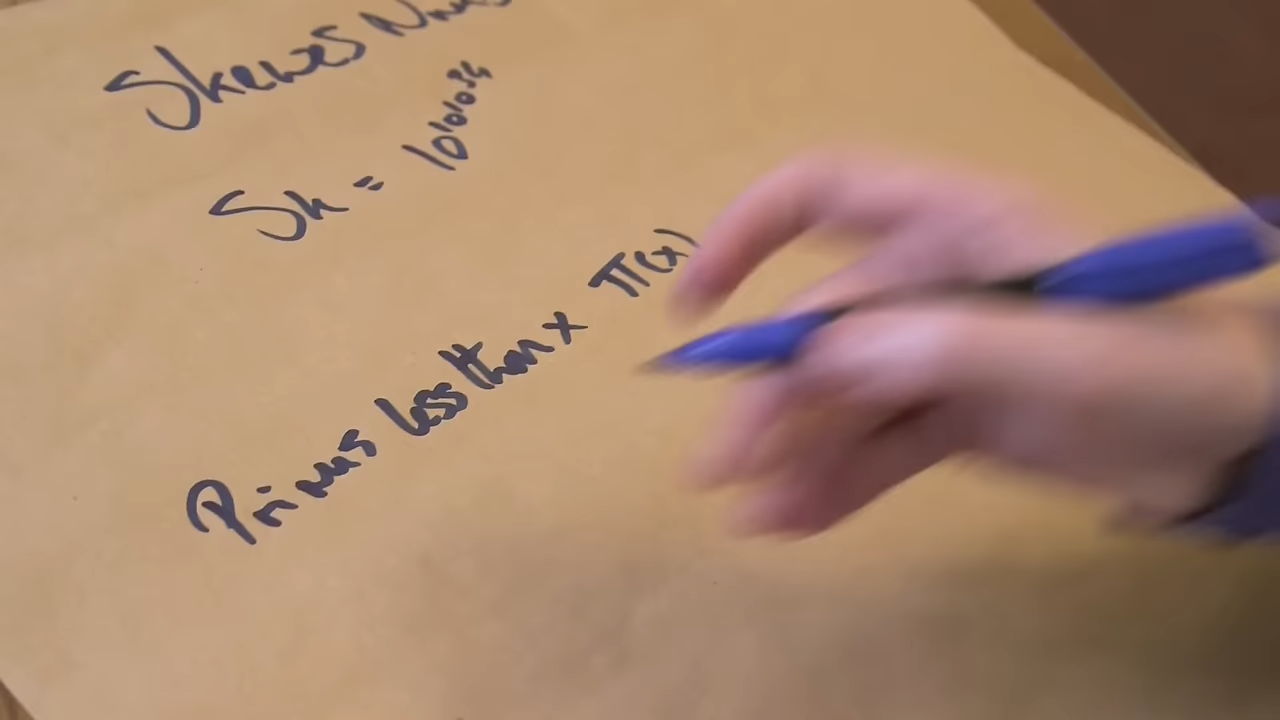 Skewes
Sk = 10^10^10^34
Primes less than x π(x)